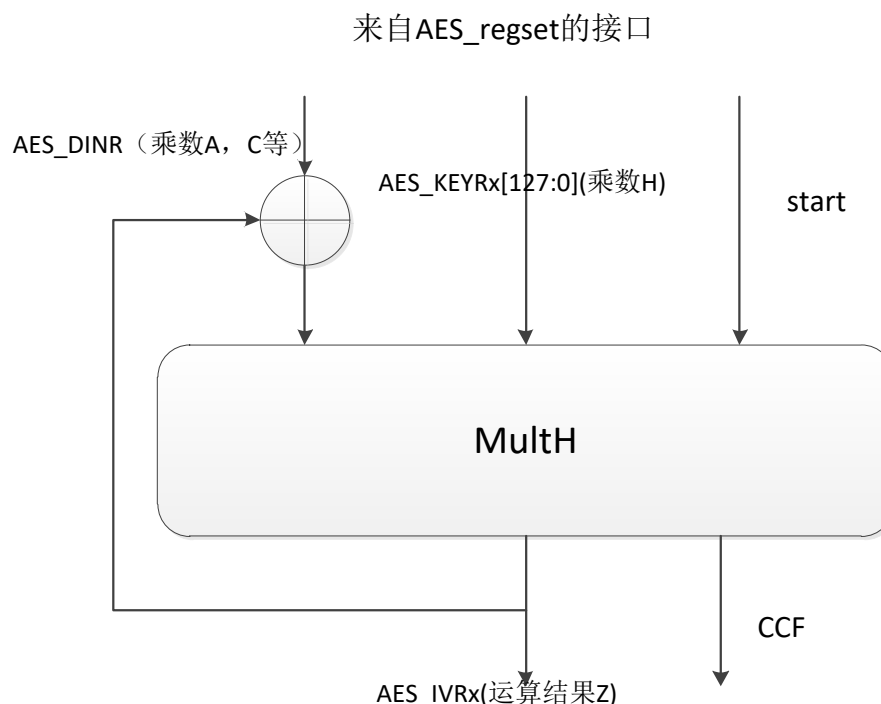 来自AES_regset的接口
AES_DINR（乘数A，C等）
AES_KEYRx[127:0](乘数H)
start
MultH
CCF
AES_IVRx(运算结果Z)